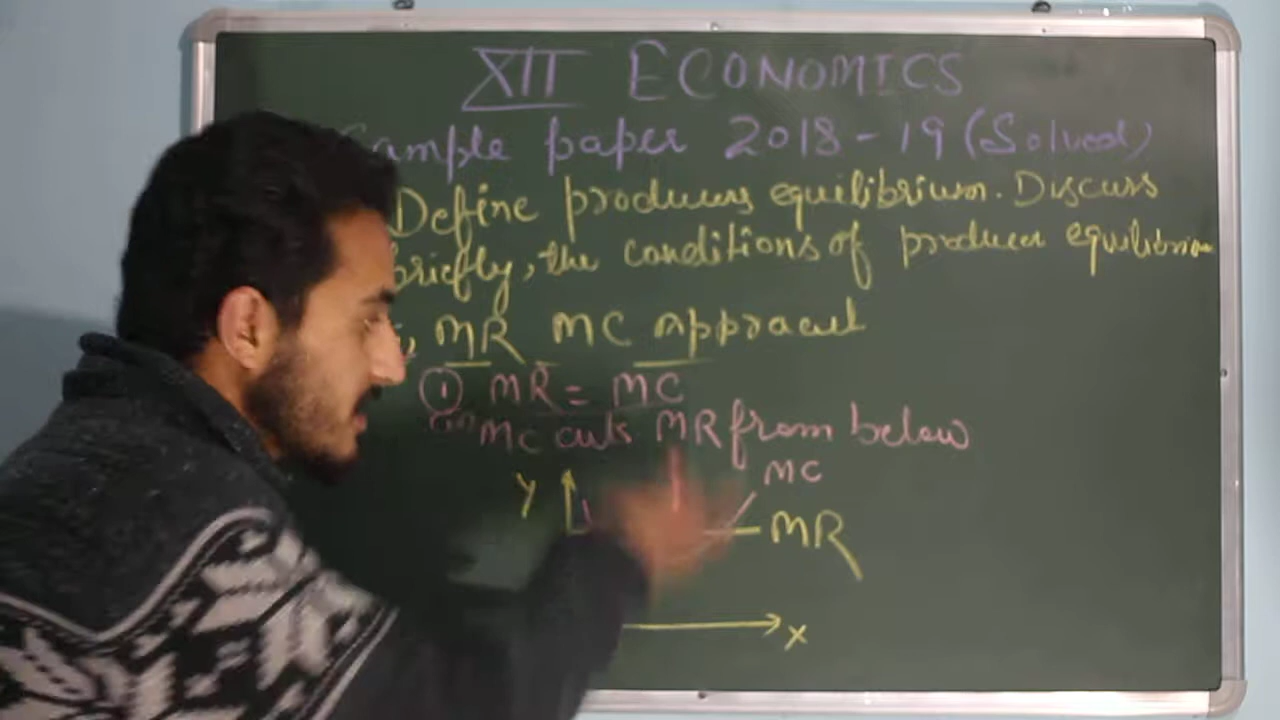 XII ECONOMICS
Sample paper 2018-19 (Solved)
Define producers equilibrium. Discuss
briefly, the conditions of producer equilibrium
MR MC Approach
① MR = MC
MC cuts MR from below
MC
Y
MR
X